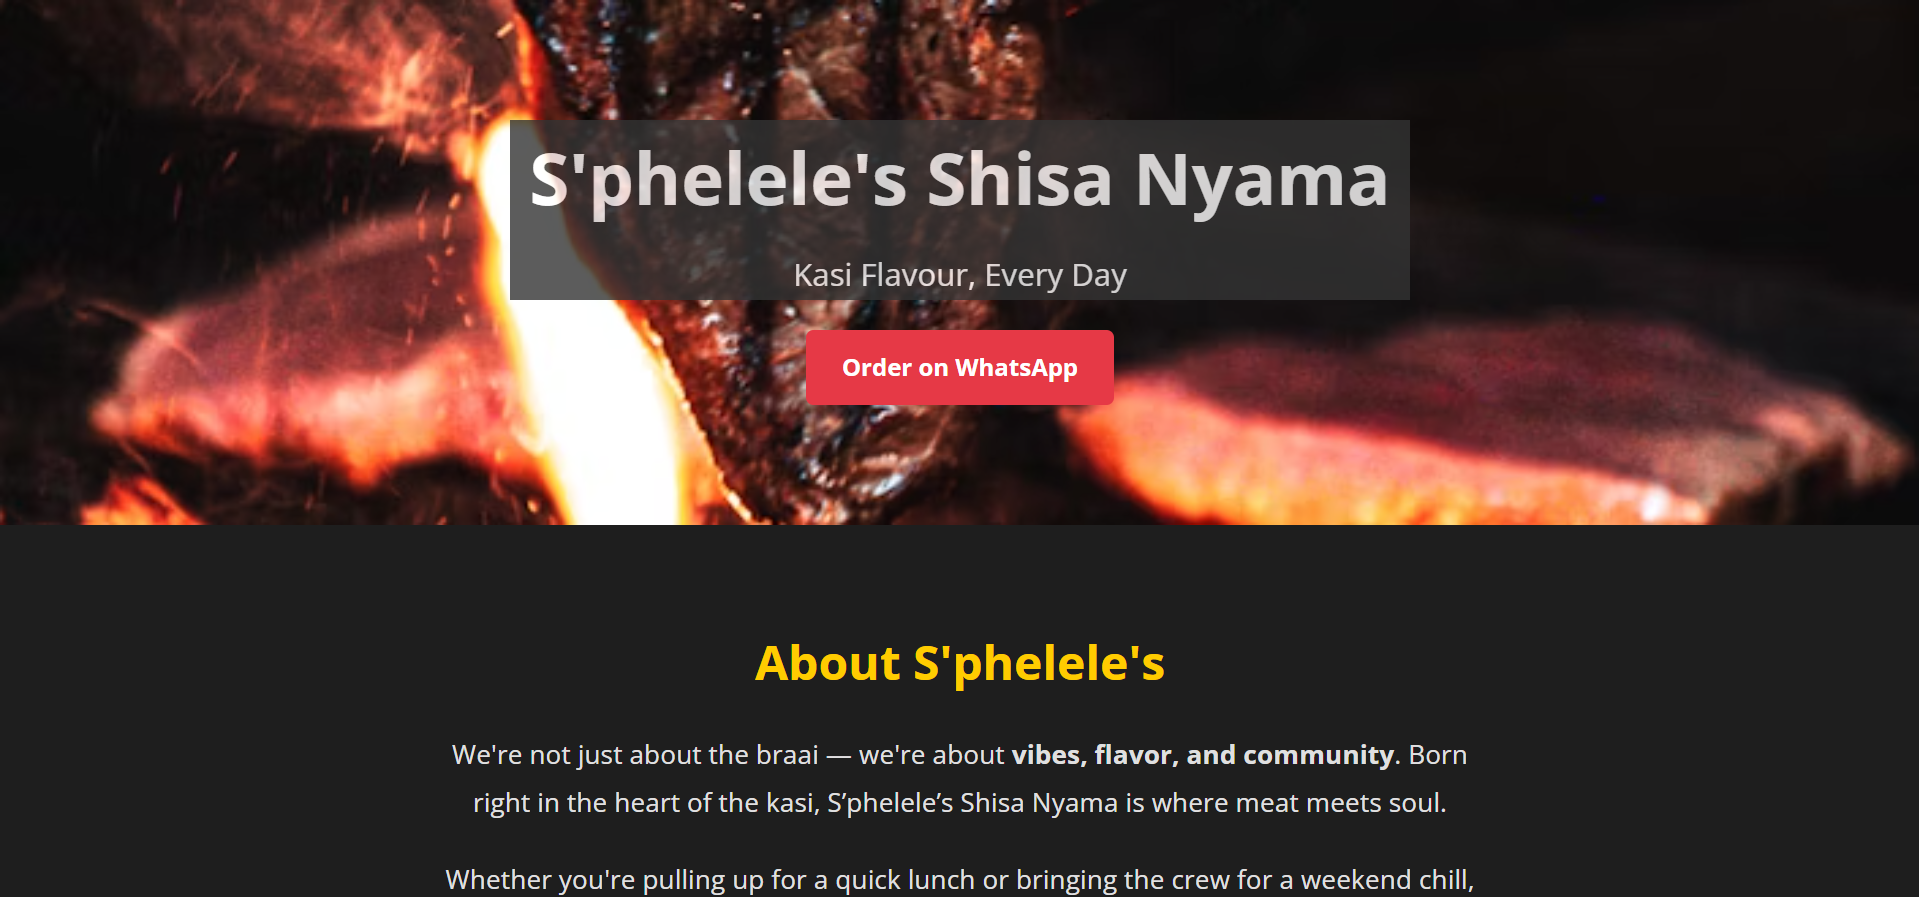 S'phelele's Shisa Nyama
Kasi Flavour, Every Day
Order on WhatsApp
About S'phelele's
We're not just about the braai — we're about vibes, flavor, and community. Born
right in the heart of the kasi, S’phelele’s Shisa Nyama is where meat meets soul.
Whether you're pulling up for a quick lunch or bringing the crew for a weekend chill,